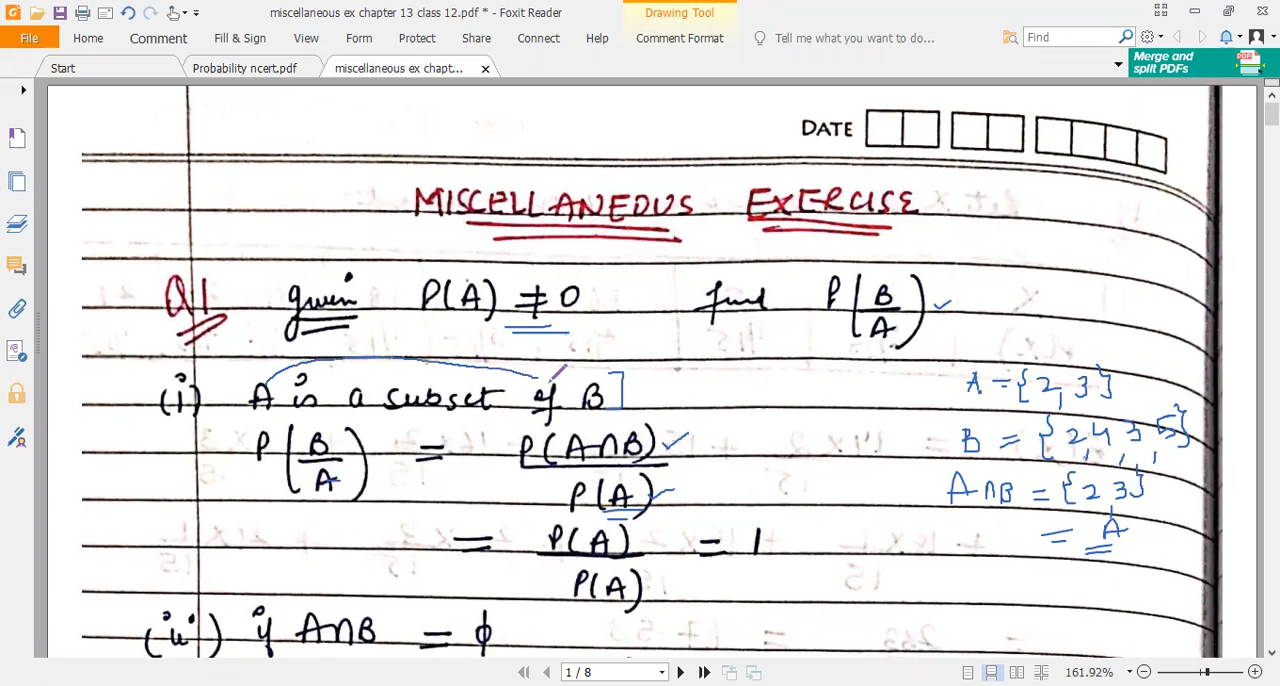 miscellaneous ex chapter 13 class 12.pdf * - Foxit Reader
Drawing Tool
File Home Comment Fill & Sign View Form Protect Share Connect Help Tell me what you want to do... Find
Comment Format
Start
Probability ncert.pdf
miscellaneous ex chapt...
Merge and
split PDFs
DATE
MISCELLANEOUS EXERCISE
Q1 given P(A) ≠ 0 find P(B/A)
(i) A is a subset of B]
P(B/A) = P(A∩B)/P(A)
= P(A)/P(A) = 1
A = {2, 3}
B = {2, 4, 3, 5}
A∩B = {2, 3}
= A
(ii) if A∩B = ϕ
1 / 8
161.92%